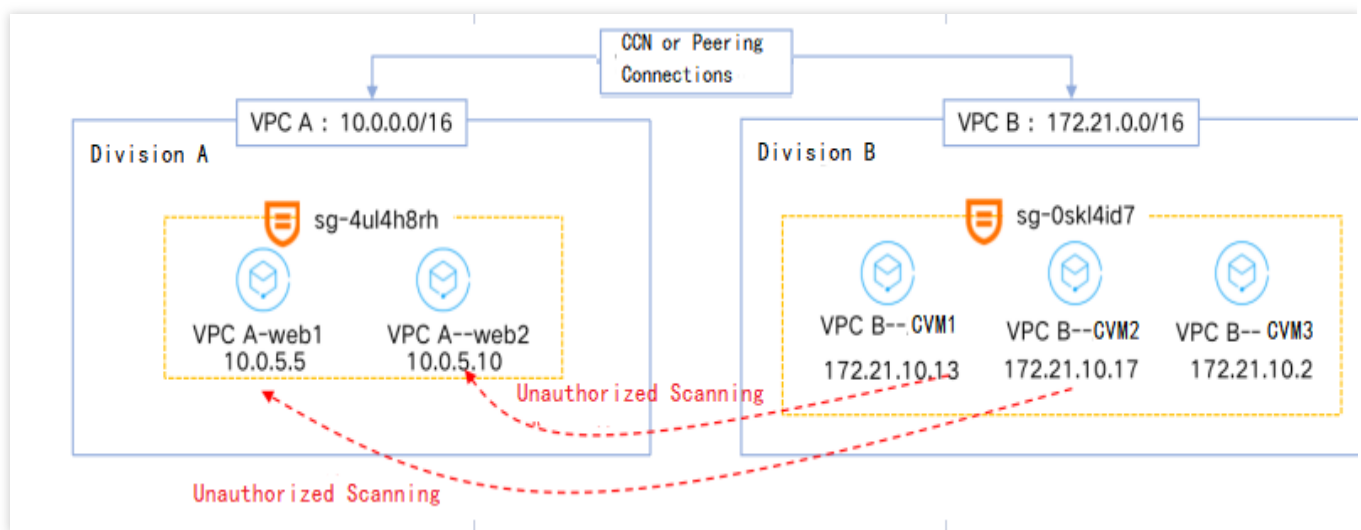 CCN or Peering
Connections
VPC A : 10.0.0.0/16
VPC B : 172.21.0.0/16
Division A
Division B
sg-4ul4h8rh
sg-0skl4id7
VPC A-web1
10.0.5.5
VPC A--web2
10.0.5.10
VPC B-- CVM1
172.21.10.13
VPC B--CVM2
172.21.10.17
VPC B-- CVM3
172.21.10.2
Unauthorized Scanning
Unauthorized Scanning